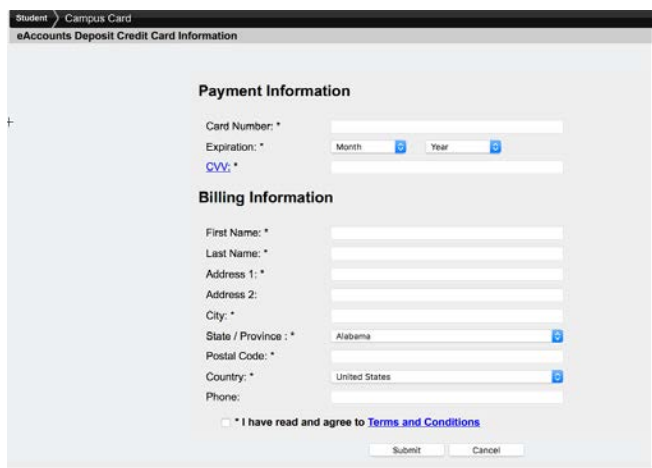 Student Campus Card
eAccounts Deposit Credit Card Information
Payment Information
Card Number: *
Expiration: * Month Year
CVV: *
Billing Information
First Name: *
Last Name: *
Address 1: *
Address 2:
City: *
State / Province : * Alabama
Postal Code: *
Country: * United States
Phone:
* I have read and agree to Terms and Conditions
Submit Cancel